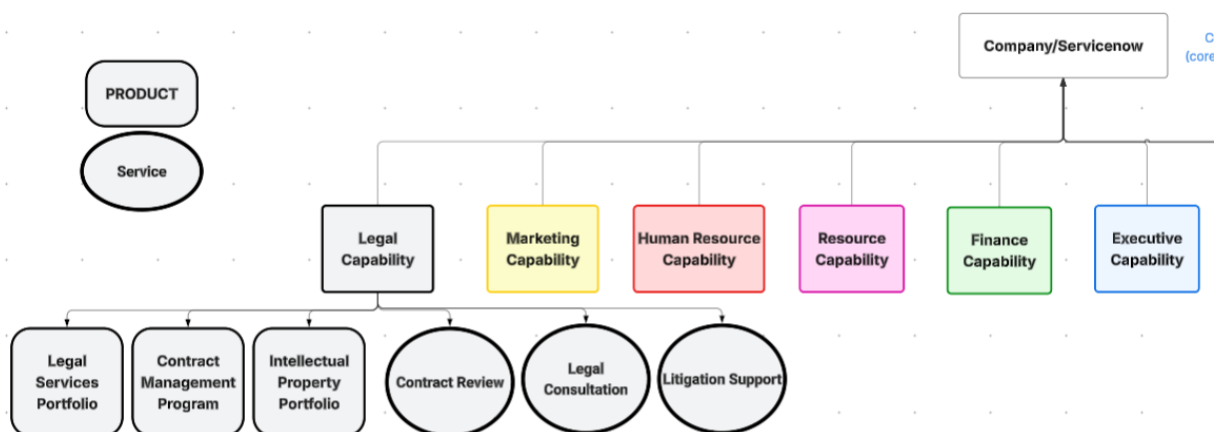 Company/Servicenow
C
(core
PRODUCT
Service
Legal
Capability
Marketing
Capability
Human Resource
Capability
Resource
Capability
Finance
Capability
Executive
Capability
Legal
Services
Portfolio
Contract
Management
Program
Intellectual
Property
Portfolio
Contract Review
Legal
Consultation
Litigation Support